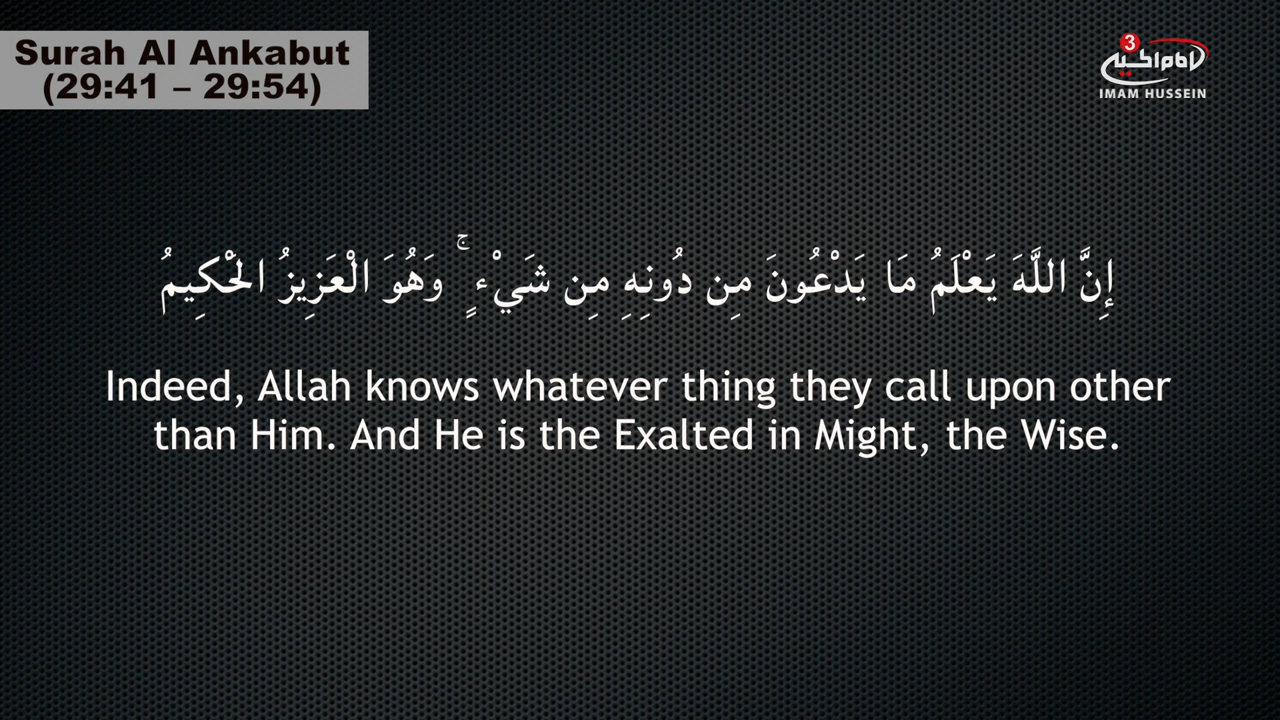 Surah Al Ankabut
(29:41 – 29:54)
3
IMAM HUSSEIN
إِنَّ اللَّهَ يَعْلَمُ مَا يَدْعُونَ مِن دُونِهِ مِن شَيْءٍ ۚ وَهُوَ الْعَزِيزُ الْحَكِيمُ
Indeed, Allah knows whatever thing they call upon other
than Him. And He is the Exalted in Might, the Wise.